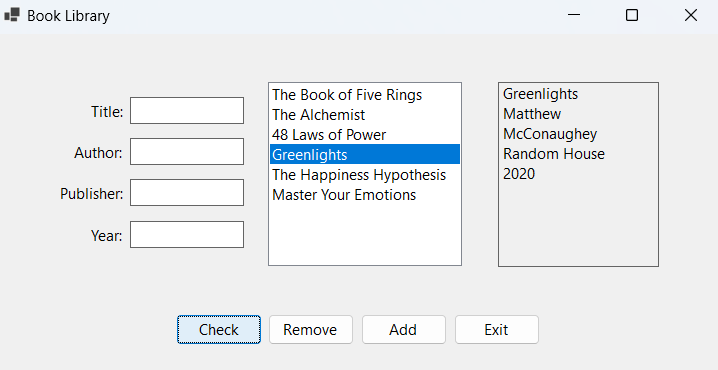 Book Library
Title:
Author:
Publisher:
Year:
The Book of Five Rings
The Alchemist
48 Laws of Power
Greenlights
The Happiness Hypothesis
Master Your Emotions
Greenlights
Matthew
McConaughey
Random House
2020
Check
Remove
Add
Exit